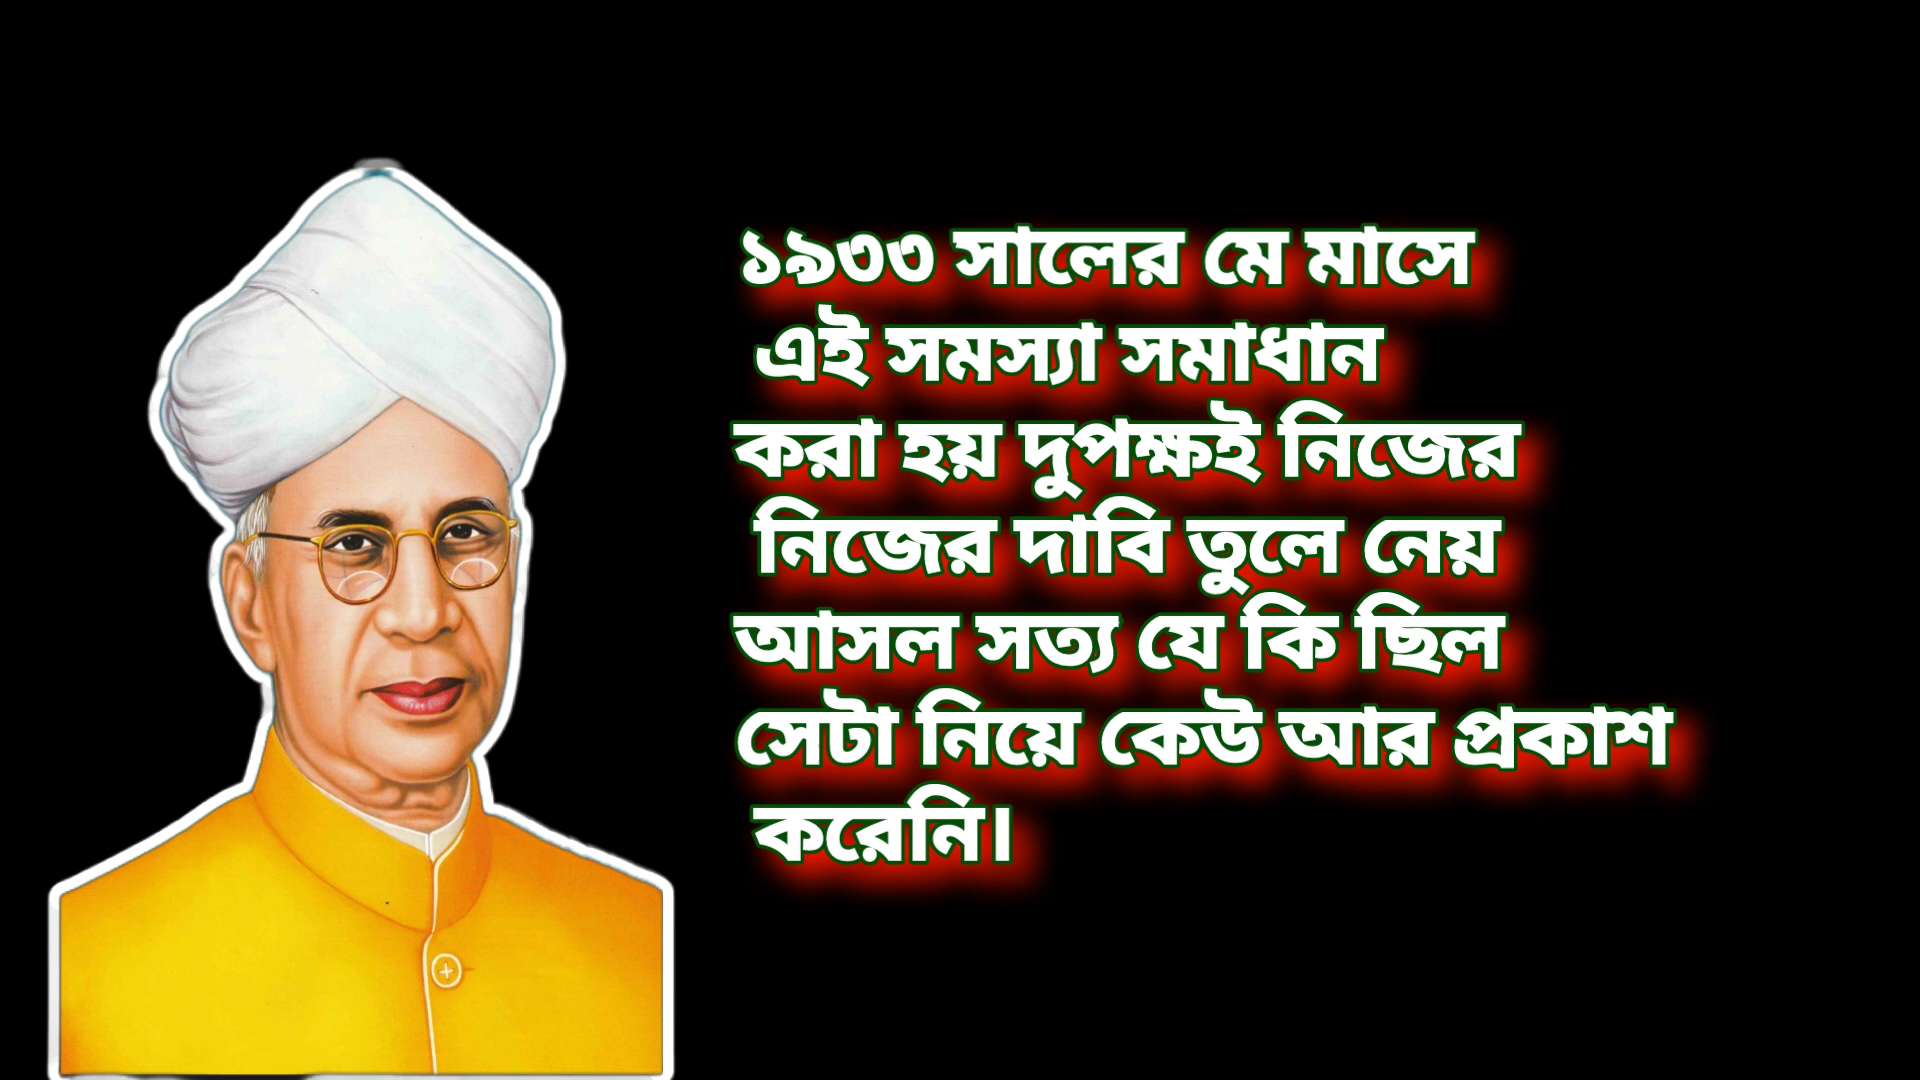 ১৯৩৩ সালের মে মাসে
এই সমস্যা সমাধান
করা হয় দুপক্ষই নিজের
নিজের দাবি তুলে নেয়
আসল সত্য যে কি ছিল
সেটা নিয়ে কেউ আর প্রকাশ
করেনি।